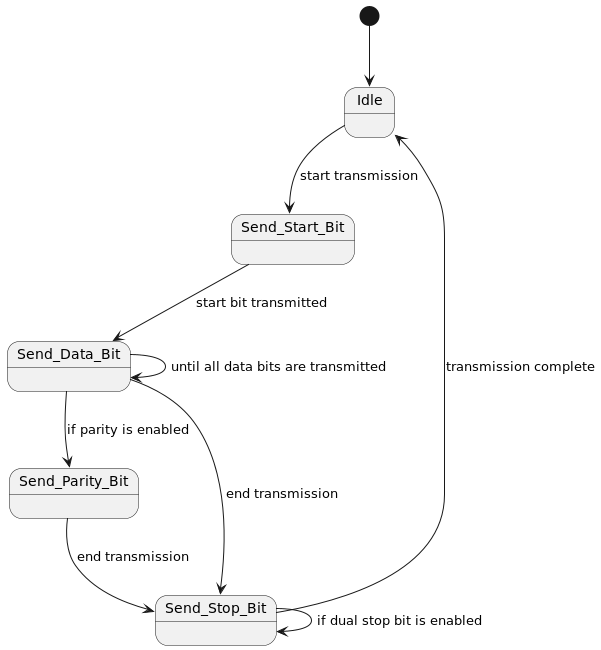 Idle
start transmission
Send_Start_Bit
start bit transmitted
Send_Data_Bit
until all data bits are transmitted
transmission complete
if parity is enabled
Send_Parity_Bit
end transmission
end transmission
Send_Stop_Bit
if dual stop bit is enabled